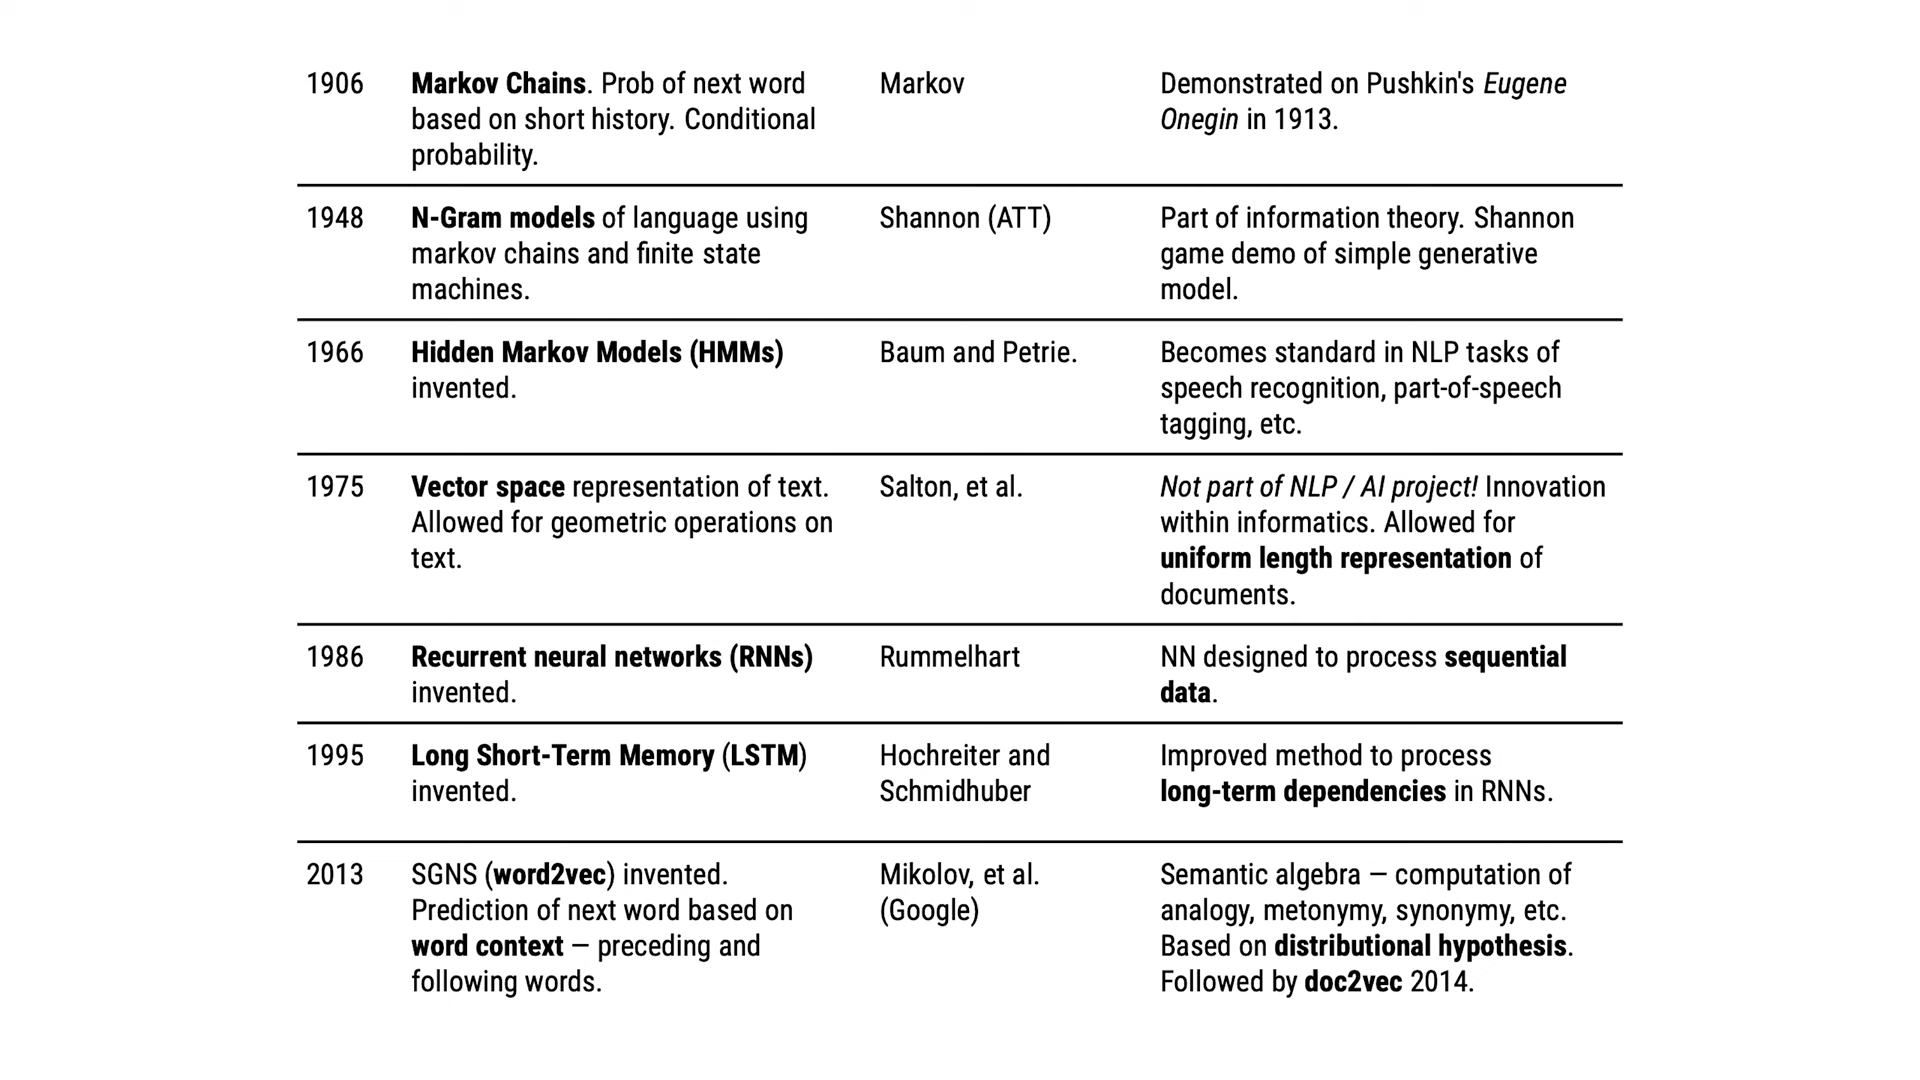 1906
Markov Chains. Prob of next word
based on short history. Conditional
probability.
Markov
Demonstrated on Pushkin's Eugene
Onegin in 1913.
1948
N-Gram models of language using
markov chains and finite state
machines.
Shannon (ATT)
Part of information theory. Shannon
game demo of simple generative
model.
1966
Hidden Markov Models (HMMs)
invented.
Baum and Petrie.
Becomes standard in NLP tasks of
speech recognition, part-of-speech
tagging, etc.
1975
Vector space representation of text.
Allowed for geometric operations on
text.
Salton, et al.
Not part of NLP / AI project! Innovation
within informatics. Allowed for
uniform length representation of
documents.
1986
Recurrent neural networks (RNNs)
invented.
Rummelhart
NN designed to process sequential
data.
1995
Long Short-Term Memory (LSTM)
invented.
Hochreiter and
Schmidhuber
Improved method to process
long-term dependencies in RNNs.
2013
SGNS (word2vec) invented.
Prediction of next word based on
word context — preceding and
following words.
Mikolov, et al.
(Google)
Semantic algebra — computation of
analogy, metonymy, synonymy, etc.
Based on distributional hypothesis.
Followed by doc2vec 2014.